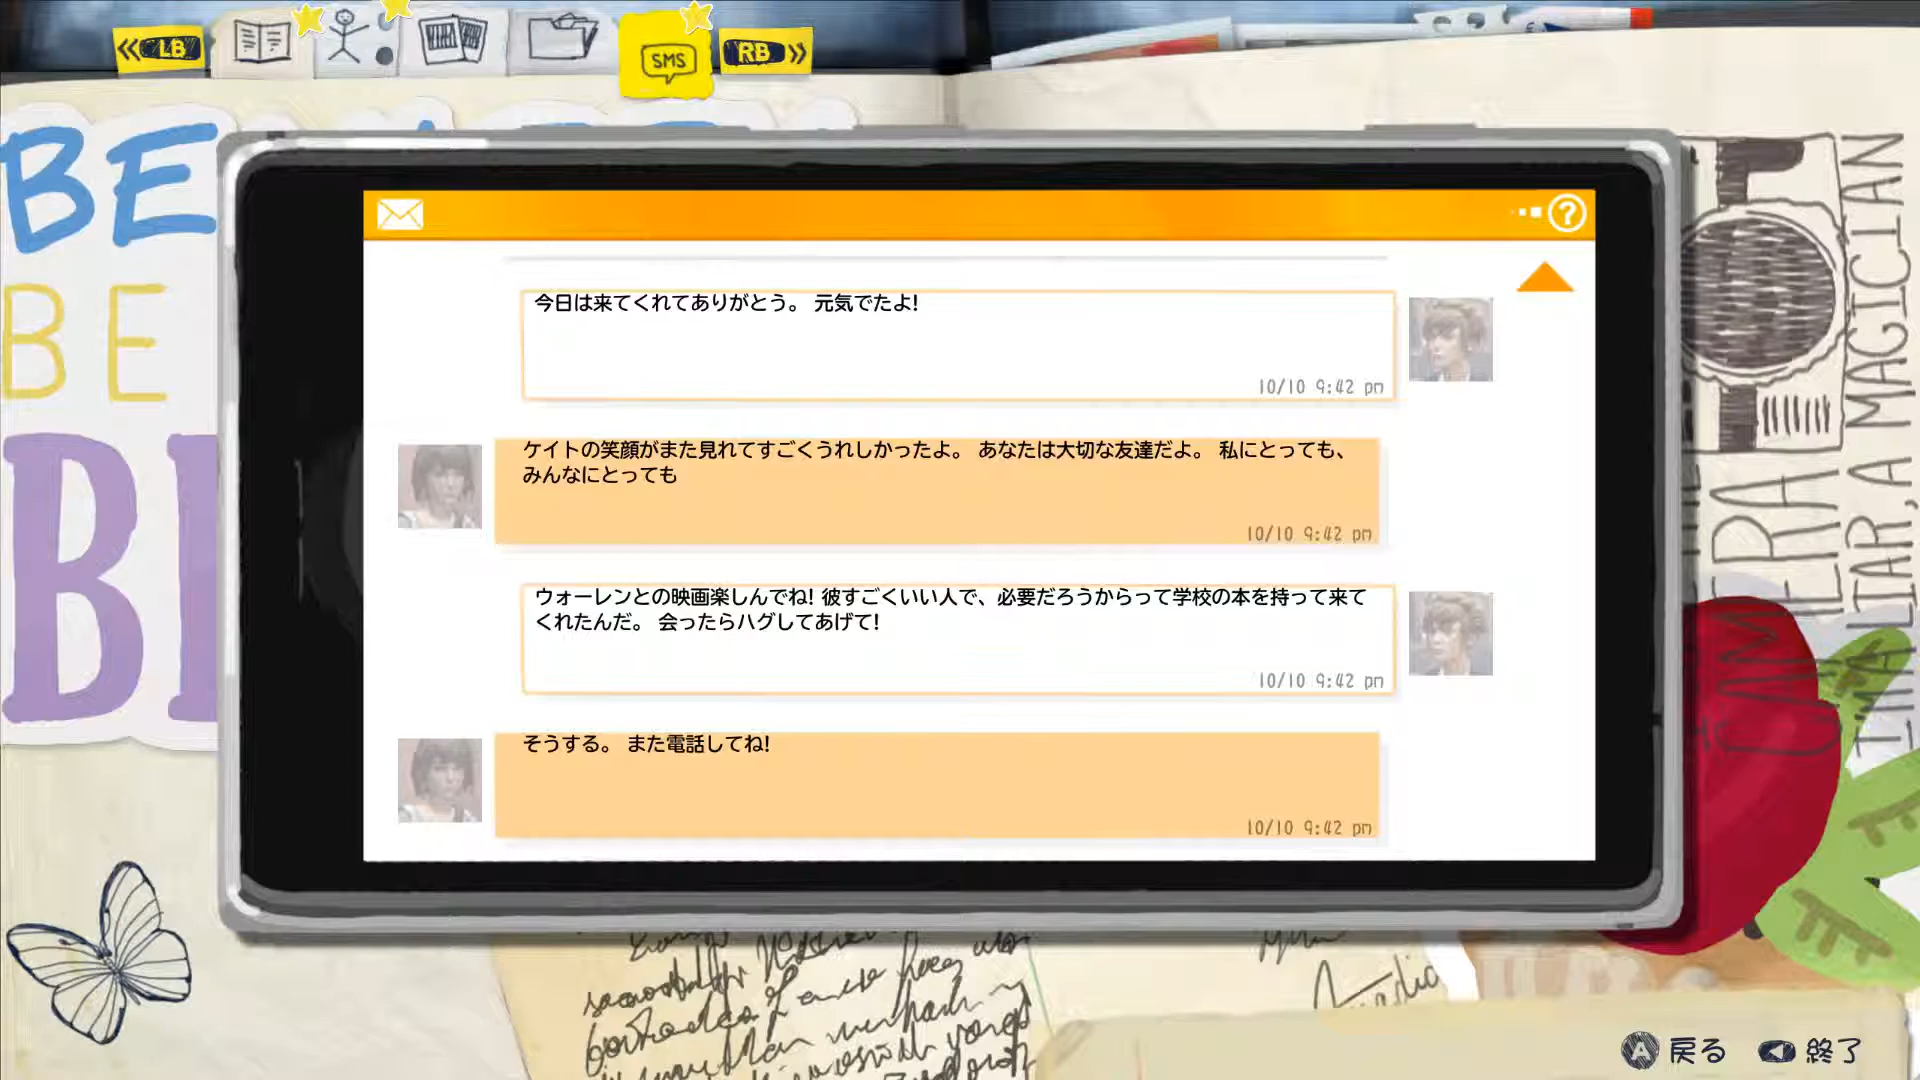 LB
SMS
RB
BE
BE
今日は来てくれてありがとう。 元気でたよ!
10/10 9:42 pm
ケイトの笑顔がまた見れてすごくうれしかったよ。 あなたは大切な友達だよ。 私にとっても、
みんなにとっても
10/10 9:42 pm
ウォーレンとの映画楽しんでね! 彼すごくいい人で、必要だろうからって学校の本を持って来て
くれたんだ。 会ったらハグしてあげて!
10/10 9:42 pm
そうする。 また電話してね!
10/10 9:42 pm
CAMERA
LIAR, A MAGICIAN
A 戻る
終了